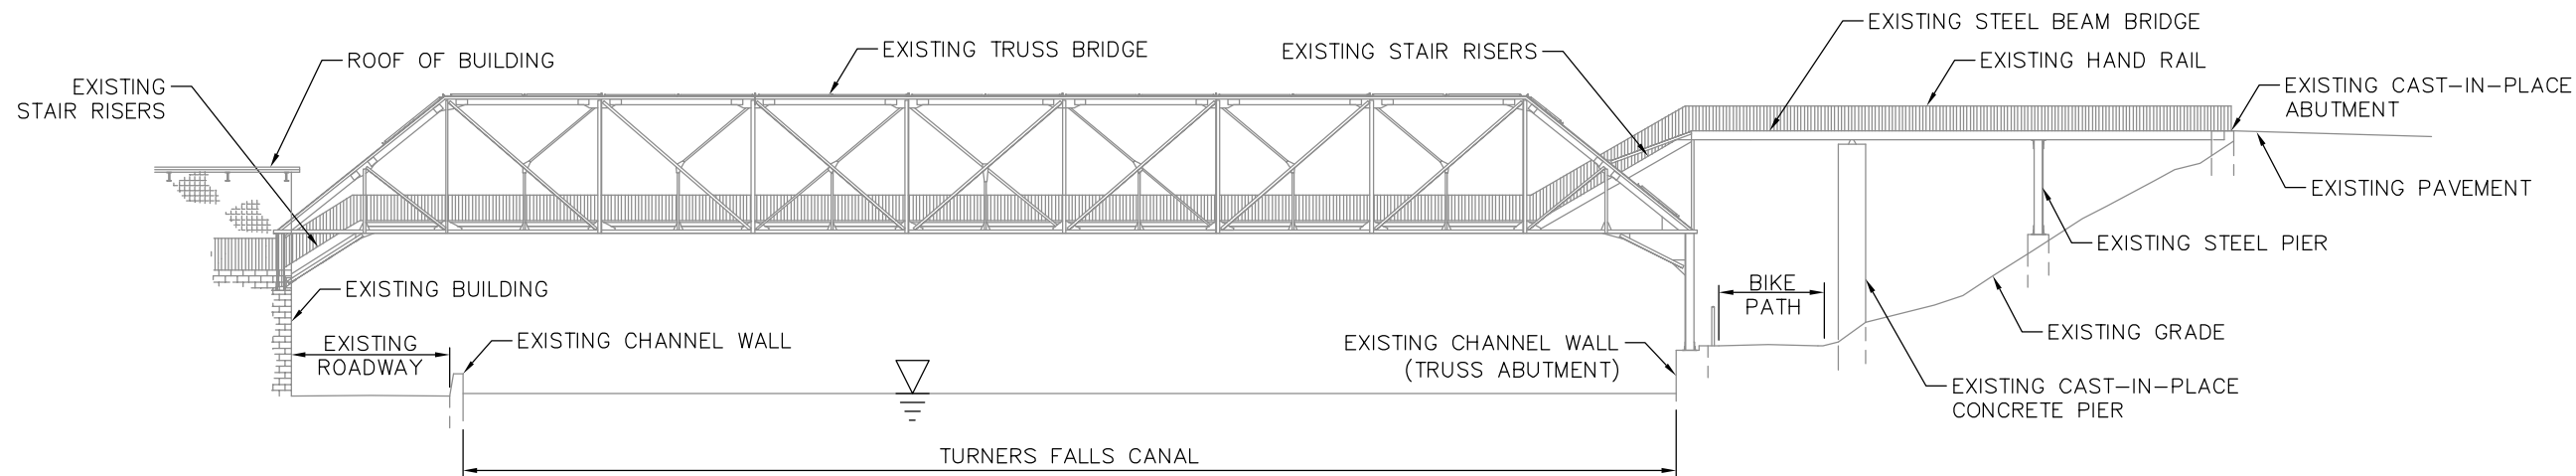 EXISTING STEEL BEAM BRIDGE
EXISTING TRUSS BRIDGE
EXISTING STAIR RISERS
ROOF OF BUILDING
EXISTING HAND RAIL
EXISTING
STAIR RISERS
EXISTING CAST-IN-PLACE
ABUTMENT
EXISTING PAVEMENT
EXISTING STEEL PIER
EXISTING BUILDING
BIKE
PATH
EXISTING GRADE
EXISTING
ROADWAY
EXISTING CHANNEL WALL
EXISTING CHANNEL WALL
(TRUSS ABUTMENT)
EXISTING CAST-IN-PLACE
CONCRETE PIER
TURNERS FALLS CANAL